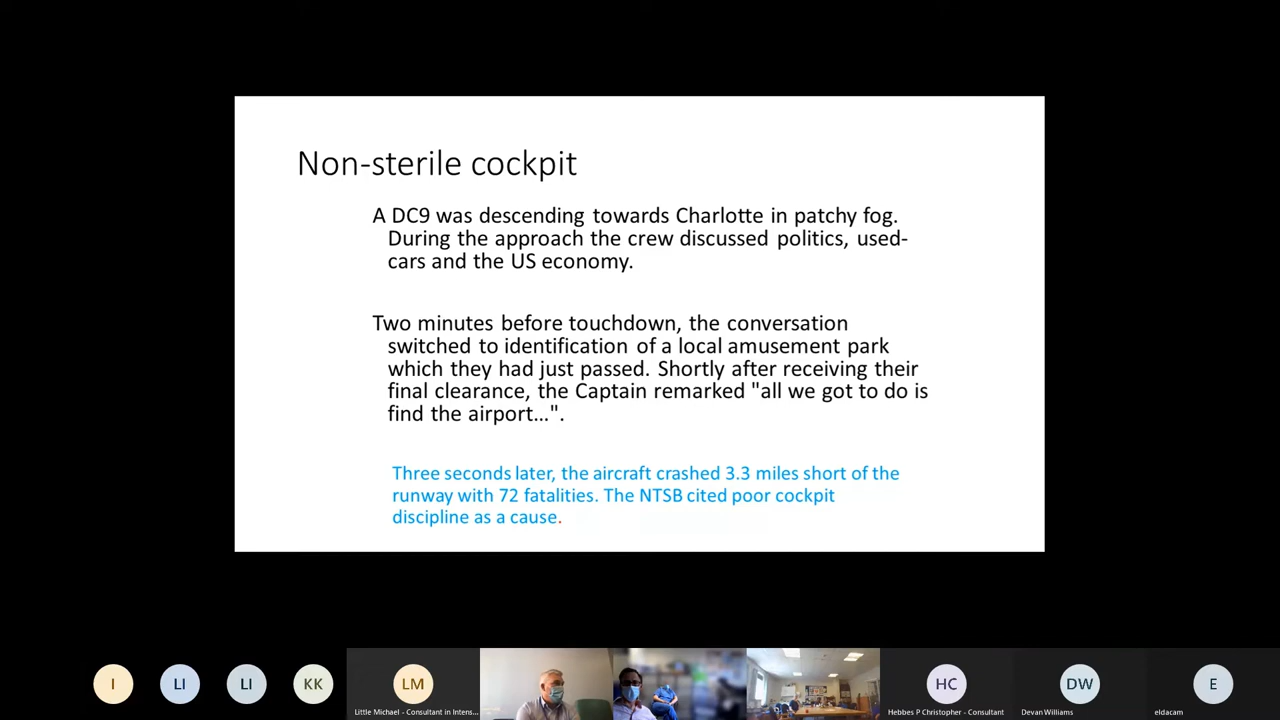 Non-sterile cockpit
A DC9 was descending towards Charlotte in patchy fog.
During the approach the crew discussed politics, used-
cars and the US economy.
Two minutes before touchdown, the conversation
switched to identification of a local amusement park
which they had just passed. Shortly after receiving their
final clearance, the Captain remarked "all we got to do is
find the airport…".
Three seconds later, the aircraft crashed 3.3 miles short of the
runway with 72 fatalities. The NTSB cited poor cockpit
discipline as a cause.
I
LI
LI
KK
LM
HC
DW
E
Little Michael - Consultant in Intens...
Hebbes P Christopher - Consultant
Devan Williams
eldacam